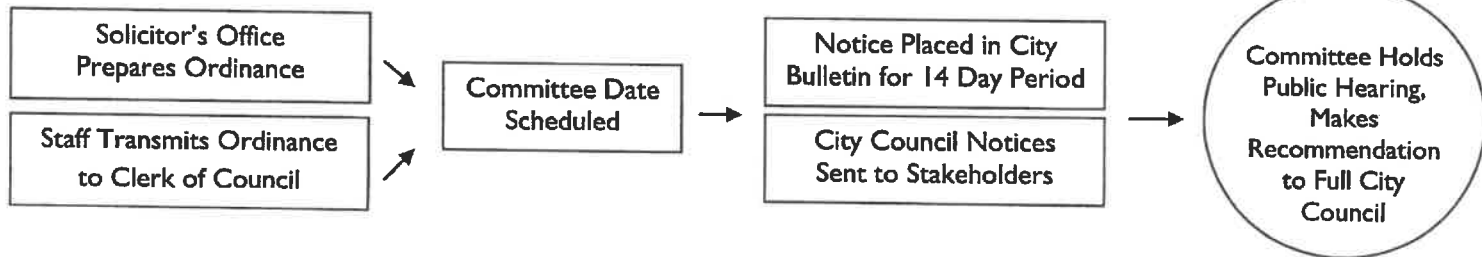 Solicitor's Office
Prepares Ordinance
Staff Transmits Ordinance
to Clerk of Council
Committee Date
Scheduled
Notice Placed in City
Bulletin for 14 Day Period
City Council Notices
Sent to Stakeholders
Committee Holds
Public Hearing,
Makes
Recommendation
to Full City
Council